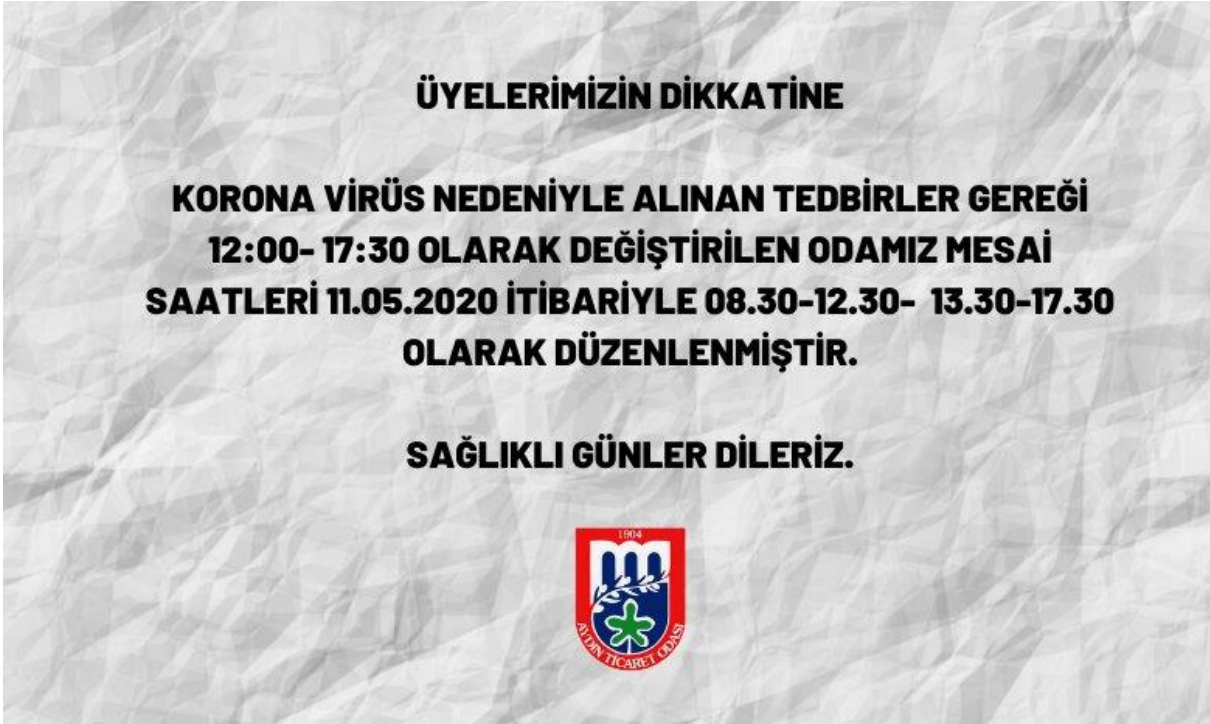 ÜYELERİMİZİN DİKKATİNE
KORONA VİRÜS NEDENİYLE ALINAN TEDBİRLER GEREĞİ
12:00- 17:30 OLARAK DEĞİŞTİRİLEN ODAMIZ MESAİ
SAATLERİ 11.05.2020 İTİBARİYLE 08.30-12.30- 13.30-17.30
OLARAK DÜZENLENMİŞTİR.
SAĞLIKLI GÜNLER DİLERİZ.
1904
AYDIN TİCARET ODASI